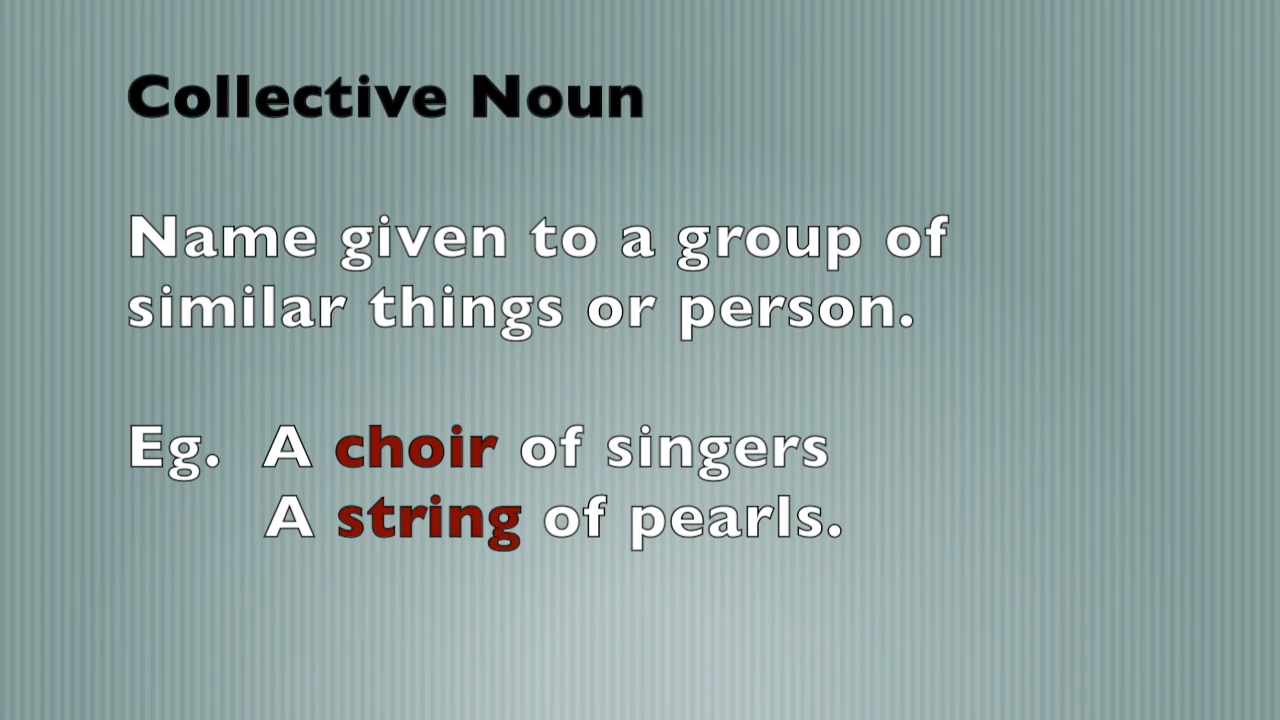 Collective Noun
Name given to a group of
similar things or person.
Eg. A choir of singers
A string of pearls.